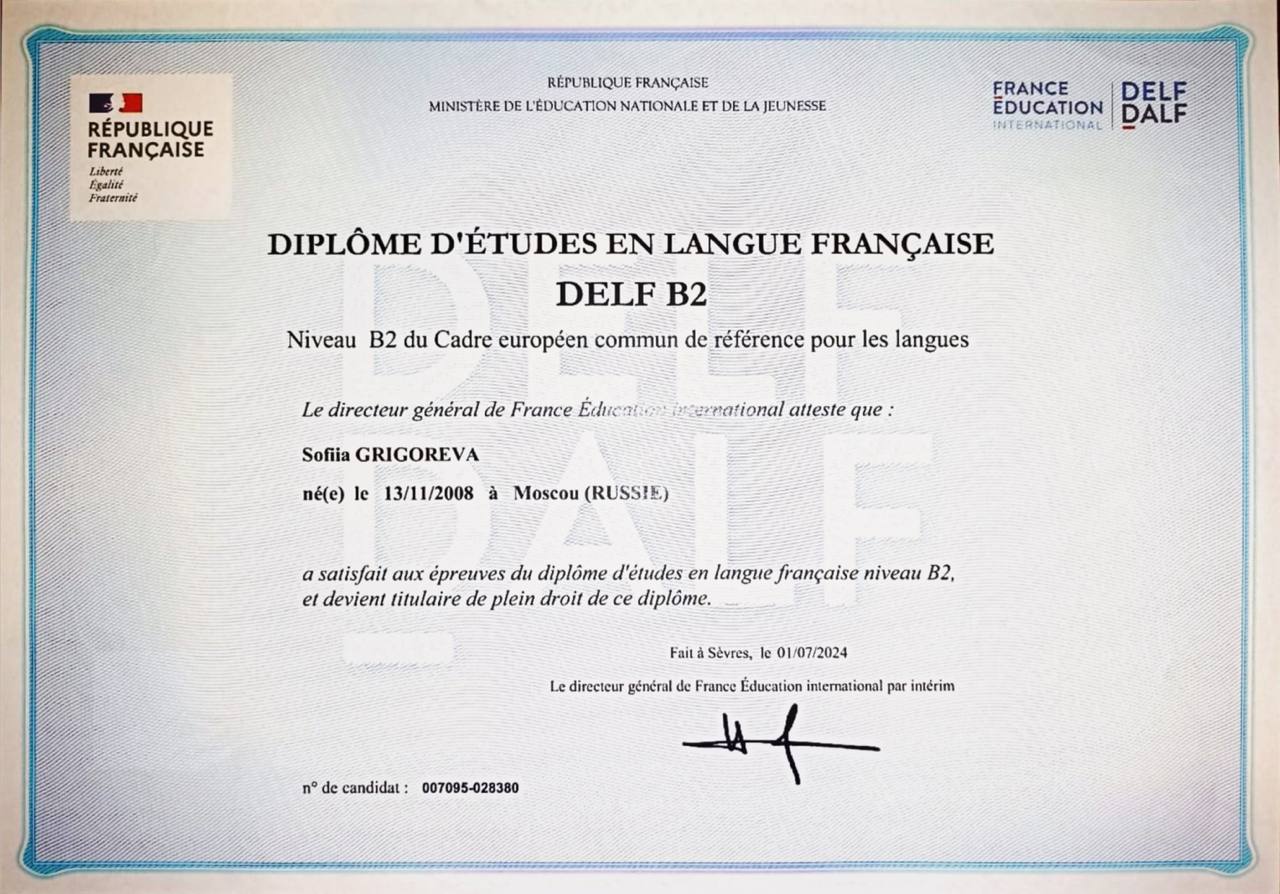 RÉPUBLIQUE FRANÇAISE
MINISTÈRE DE L'ÉDUCATION NATIONALE ET DE LA JEUNESSE
RÉPUBLIQUE
FRANÇAISE
Liberté
Égalité
Fraternité
FRANCE
ÉDUCATION
INTERNATIONAL
DELF
DALF
DIPLÔME D'ÉTUDES EN LANGUE FRANÇAISE
DELF B2
Niveau B2 du Cadre européen commun de référence pour les langues
Le directeur général de France Éducation international atteste que :
Sofiia GRIGOREVA
né(e) le 13/11/2008 à Moscou (RUSSIE)
a satisfait aux épreuves du diplôme d'études en langue française niveau B2,
et devient titulaire de plein droit de ce diplôme.
Fait à Sèvres, le 01/07/2024
Le directeur général de France Éducation international par intérim
n° de candidat : 007095-028380
DELF
DALF